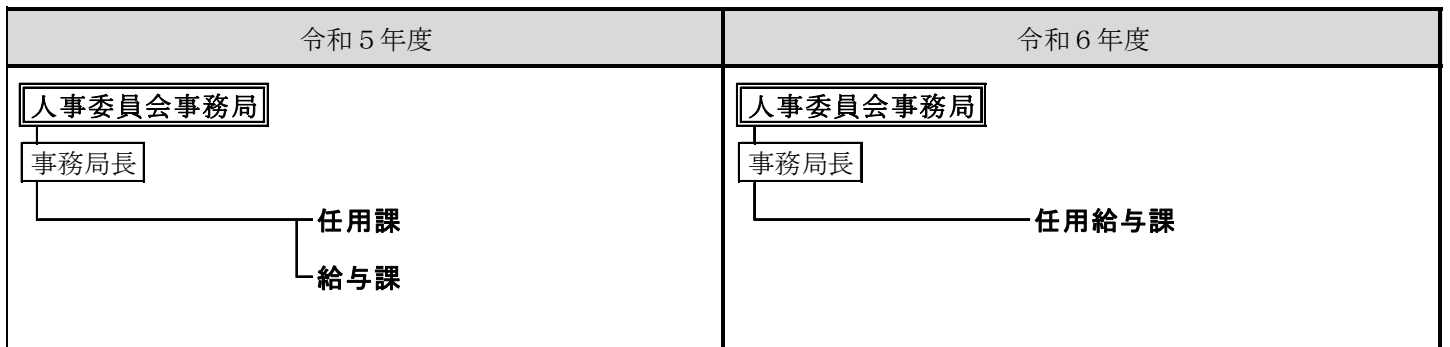 令和５年度
人事委員会事務局
事務局長
任用課
給与課
令和６年度
人事委員会事務局
事務局長
任用給与課